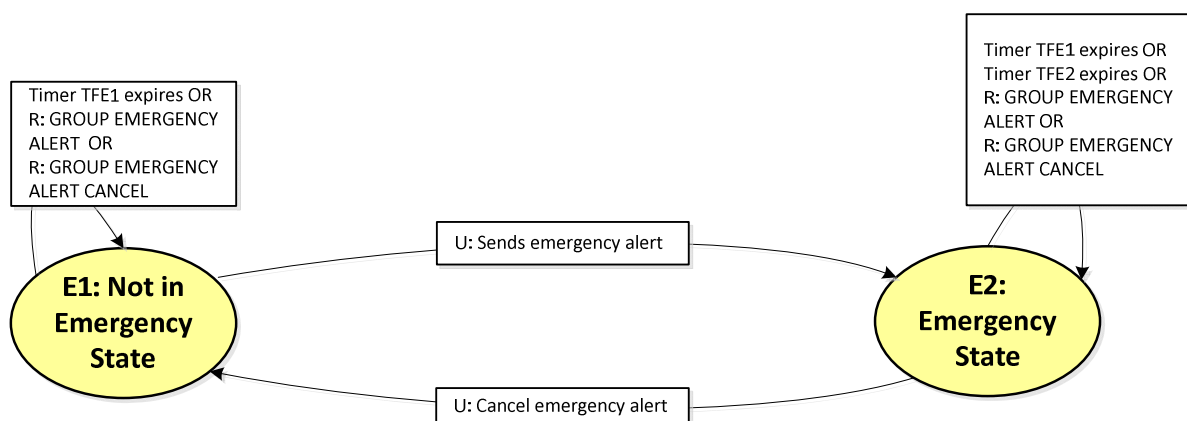 Timer TFE1 expires OR
R: GROUP EMERGENCY
ALERT OR
R: GROUP EMERGENCY
ALERT CANCEL
Timer TFE1 expires OR
Timer TFE2 expires OR
R: GROUP EMERGENCY
ALERT OR
R: GROUP EMERGENCY
ALERT CANCEL
U: Sends emergency alert
E1: Not in
Emergency
State
E2:
Emergency
State
U: Cancel emergency alert